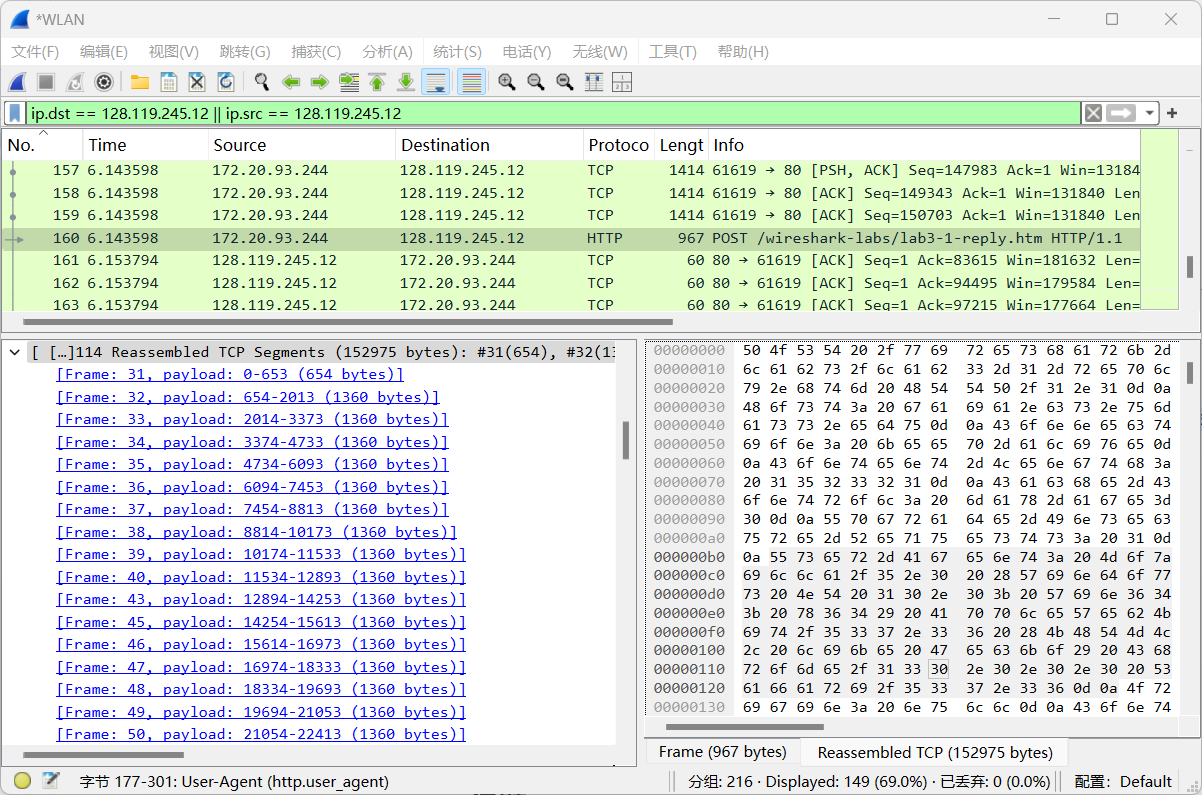 *WLAN
文件(F) 编辑(E) 视图(V) 跳转(G) 捕获(C) 分析(A) 统计(S) 电话(Y) 无线(W) 工具(T) 帮助(H)
ip.dst == 128.119.245.12 || ip.src == 128.119.245.12
No. Time Source Destination Protoco Lengt Info
157 6.143598 172.20.93.244 128.119.245.12 TCP 1414 61619 → 80 [PSH, ACK] Seq=147983 Ack=1 Win=13184
158 6.143598 172.20.93.244 128.119.245.12 TCP 1414 61619 → 80 [ACK] Seq=149343 Ack=1 Win=131840 Len
159 6.143598 172.20.93.244 128.119.245.12 TCP 1414 61619 → 80 [ACK] Seq=150703 Ack=1 Win=131840 Len
160 6.143598 172.20.93.244 128.119.245.12 HTTP 967 POST /wireshark-labs/lab3-1-reply.htm HTTP/1.1
161 6.153794 128.119.245.12 172.20.93.244 TCP 60 80 → 61619 [ACK] Seq=1 Ack=83615 Win=181632 Len=
162 6.153794 128.119.245.12 172.20.93.244 TCP 60 80 → 61619 [ACK] Seq=1 Ack=94495 Win=179584 Len=
163 6.153794 128.119.245.12 172.20.93.244 TCP 60 80 → 61619 [ACK] Seq=1 Ack=97215 Win=177664 Len=
[ […]114 Reassembled TCP Segments (152975 bytes): #31(654), #32(13
[Frame: 31, payload: 0-653 (654 bytes)]
[Frame: 32, payload: 654-2013 (1360 bytes)]
[Frame: 33, payload: 2014-3373 (1360 bytes)]
[Frame: 34, payload: 3374-4733 (1360 bytes)]
[Frame: 35, payload: 4734-6093 (1360 bytes)]
[Frame: 36, payload: 6094-7453 (1360 bytes)]
[Frame: 37, payload: 7454-8813 (1360 bytes)]
[Frame: 38, payload: 8814-10173 (1360 bytes)]
[Frame: 39, payload: 10174-11533 (1360 bytes)]
[Frame: 40, payload: 11534-12893 (1360 bytes)]
[Frame: 43, payload: 12894-14253 (1360 bytes)]
[Frame: 45, payload: 14254-15613 (1360 bytes)]
[Frame: 46, payload: 15614-16973 (1360 bytes)]
[Frame: 47, payload: 16974-18333 (1360 bytes)]
[Frame: 48, payload: 18334-19693 (1360 bytes)]
[Frame: 49, payload: 19694-21053 (1360 bytes)]
[Frame: 50, payload: 21054-22413 (1360 bytes)]
00000000 50 4f 53 54 20 2f 77 69 72 65 73 68 61 72 6b 2d
00000010 6c 61 62 73 2f 6c 61 62 33 2d 31 2d 72 65 70 6c
00000020 79 2e 68 74 6d 20 48 54 54 50 2f 31 2e 31 0d 0a
00000030 48 6f 73 74 3a 20 67 61 69 61 2e 63 73 2e 75 6d
00000040 61 73 73 2e 65 64 75 0d 0a 43 6f 6e 6e 65 63 74
00000050 69 6f 6e 3a 20 6b 65 65 70 2d 61 6c 69 76 65 0d
00000060 0a 43 6f 6e 74 65 6e 74 2d 4c 65 6e 67 74 68 3a
00000070 20 31 35 32 33 32 31 0d 0a 43 61 63 68 65 2d 43
00000080 6f 6e 74 72 6f 6c 3a 20 6d 61 78 2d 61 67 65 3d
00000090 30 0d 0a 55 70 67 72 61 64 65 2d 49 6e 73 65 63
000000a0 75 72 65 2d 52 65 71 75 65 73 74 73 3a 20 31 0d
000000b0 0a 55 73 65 72 2d 41 67 65 6e 74 3a 20 4d 6f 7a
000000c0 69 6c 6c 61 2f 35 2e 30 20 28 57 69 6e 64 6f 77
000000d0 73 20 4e 54 20 31 30 2e 30 3b 20 57 69 6e 36 34
000000e0 3b 20 78 36 34 29 20 41 70 70 6c 65 57 65 62 4b
000000f0 69 74 2f 35 33 37 2e 33 36 20 28 4b 48 54 4d 4c
00000100 2c 20 6c 69 6b 65 20 47 65 63 6b 6f 29 20 43 68
00000110 72 6f 6d 65 2f 31 33 30 2e 30 2e 30 2e 30 20 53
00000120 61 66 61 72 69 2f 35 33 37 2e 33 36 0d 0a 4f 72
00000130 69 67 69 6e 3a 20 6e 75 6c 6c 0d 0a 43 6f 6e 74
Frame (967 bytes) Reassembled TCP (152975 bytes)
字节 177-301: User-Agent (http.user_agent) 分组: 216 · Displayed: 149 (69.0%) · 已丢弃: 0 (0.0%) 配置: Default